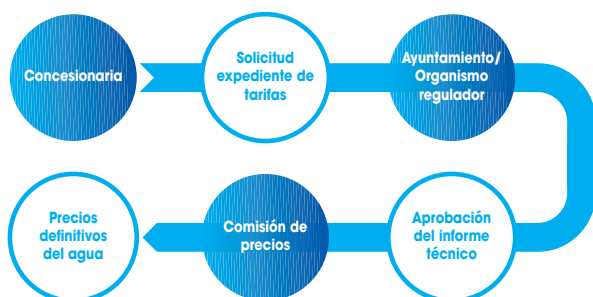 Concesionaria
Solicitud
expediente de
tarifas
Ayuntamiento/
Organismo
regulador
Precios
definitivos
del agua
Comisión de
precios
Aprobación
del informe
técnico